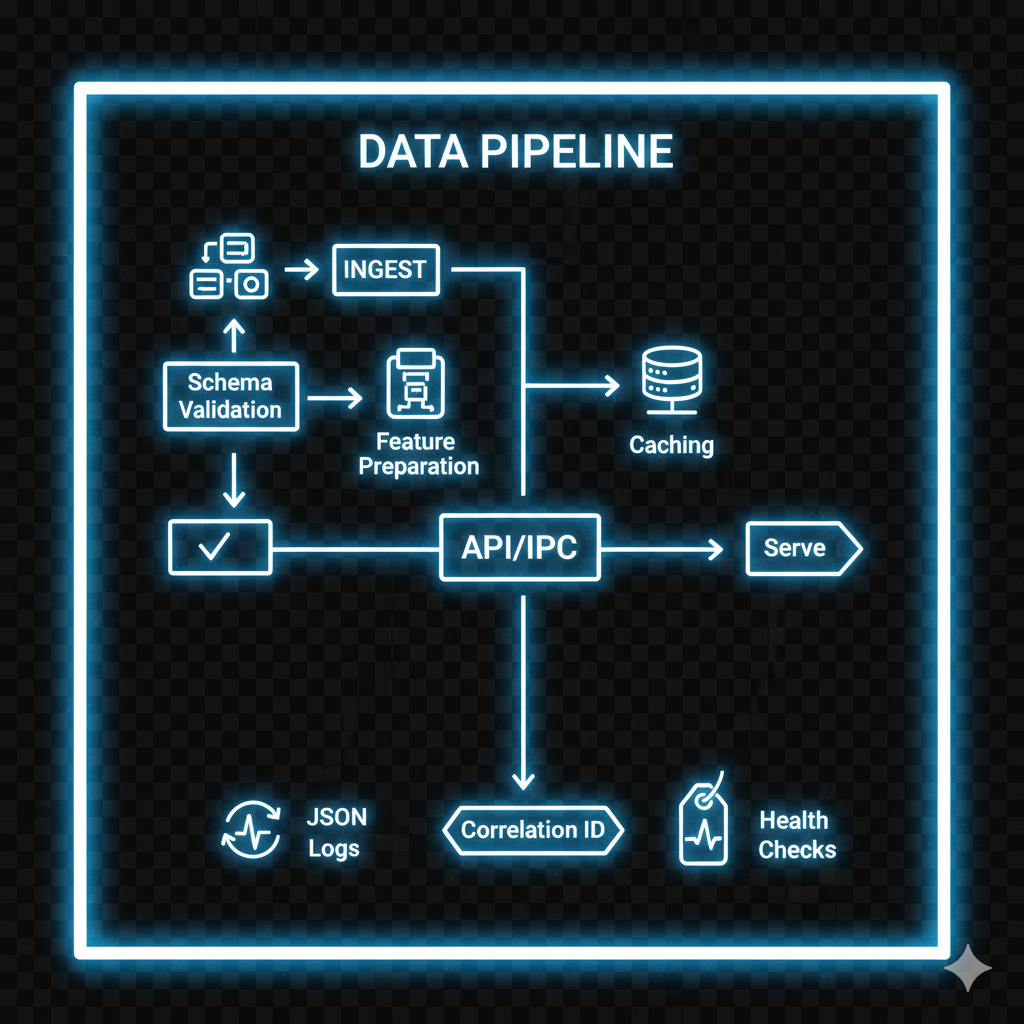 DATA PIPELINE
INGEST
Schema
Validation
Feature
Preparation
Caching
API/IPC
Serve
JSON
Logs
Correlation ID
Health
Checks